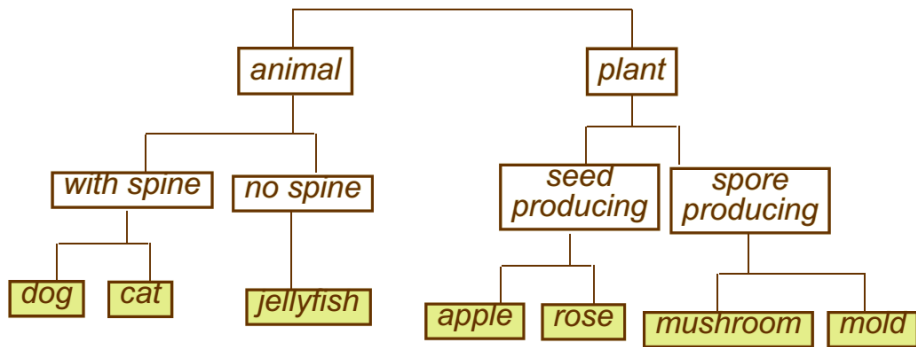 animal
plant
with spine
no spine
seed
producing
spore
producing
dog
cat
jellyfish
apple
rose
mushroom
mold